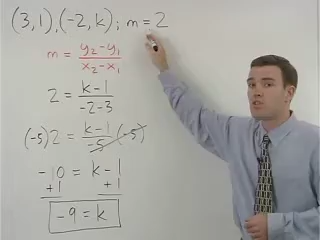 (3,1),(-2,k); m=2
m = y₂-y₁/x₂-x₁
2 = k-1/-2-3
(-5)2 = k-1/-5 (-5)
-10 = k-1
+1 +1
-9 = k